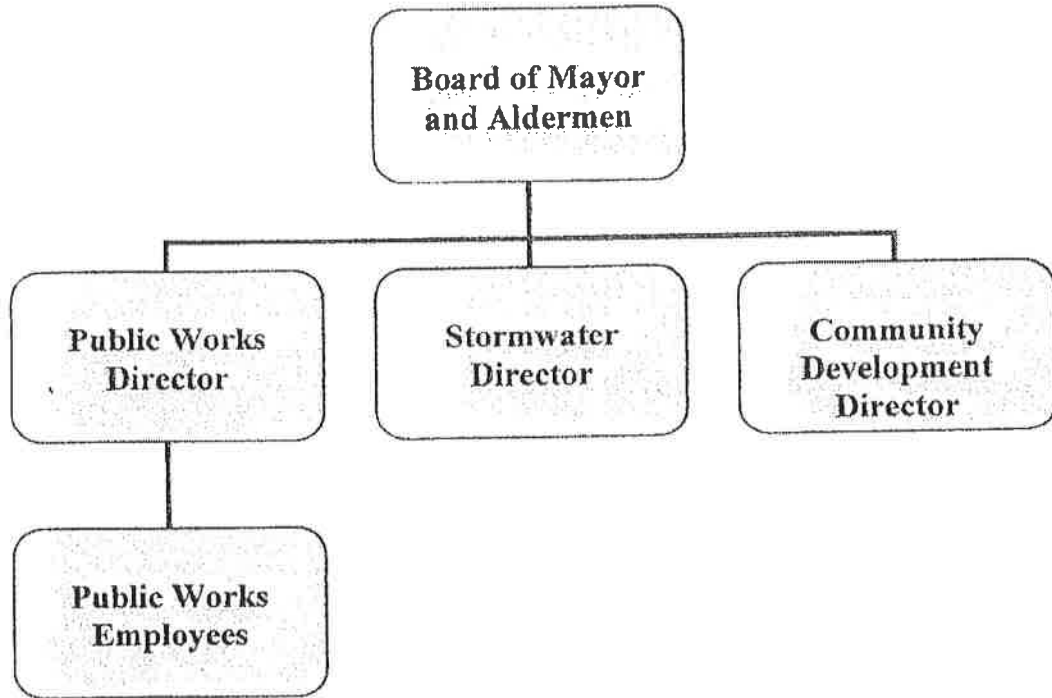 Board of Mayor
and Aldermen
Public Works
Director
Stormwater
Director
Community
Development
Director
Public Works
Employees